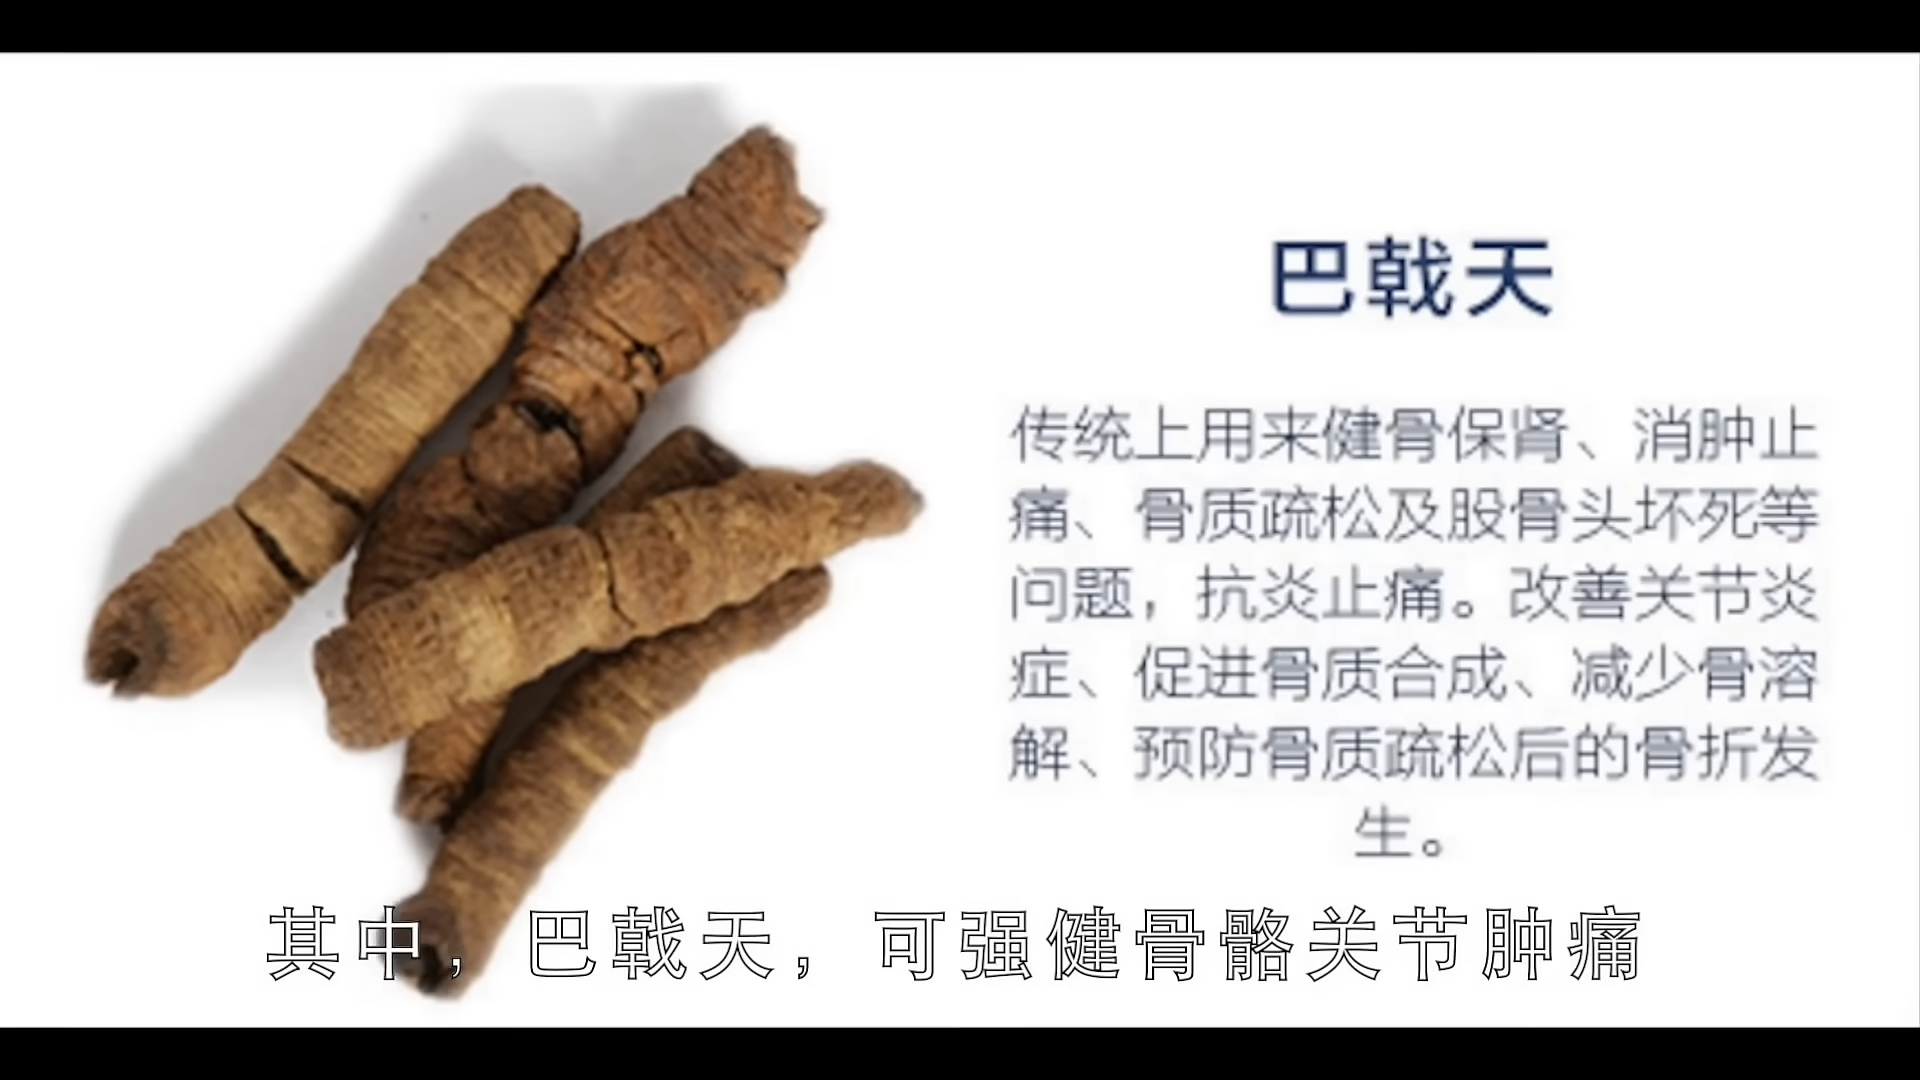 巴戟天
传统上用来健骨保肾、消肿止
痛、骨质疏松及股骨头坏死等
问题，抗炎止痛。改善关节炎
症、促进骨质合成、减少骨溶
解、预防骨质疏松后的骨折发
生。
其中，巴戟天，可强健骨骼关节肿痛